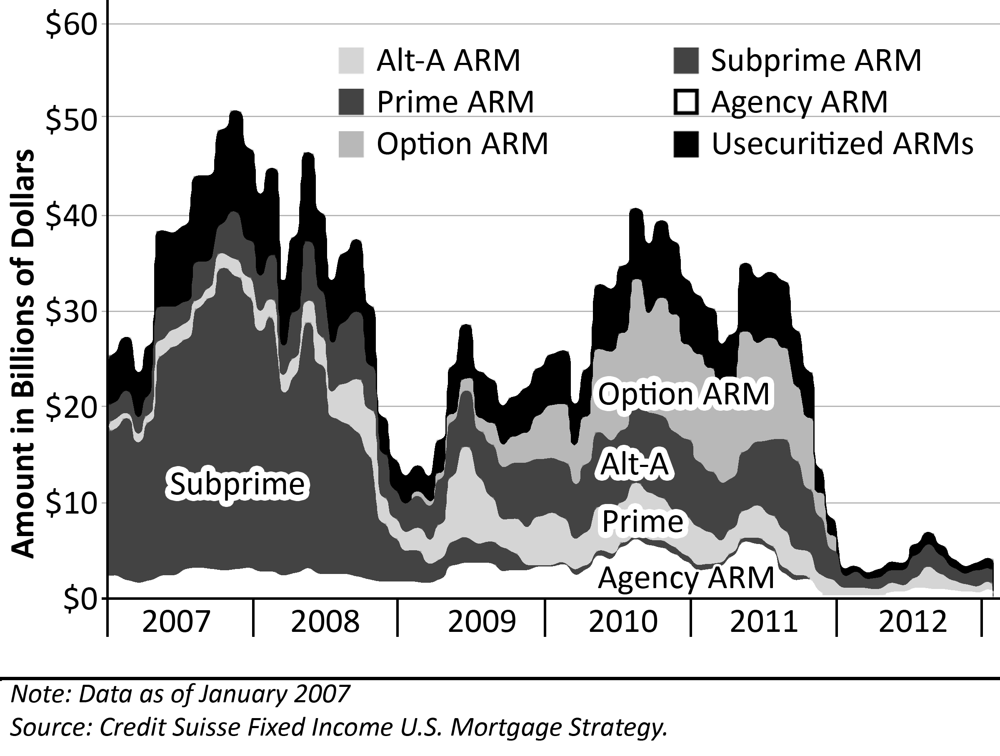 $60
Alt-A ARM
Subprime ARM
Prime ARM
Agency ARM
$50
Option ARM
Usecuritized ARMs
Amount in Billions of Dollars
$40
$30
$20
Option ARM
Alt-A
Subprime
$10
Prime
Agency ARM
$0
2007 2008 2009 2010 2011 2012
Note: Data as of January 2007
Source: Credit Suisse Fixed Income U.S. Mortgage Strategy.